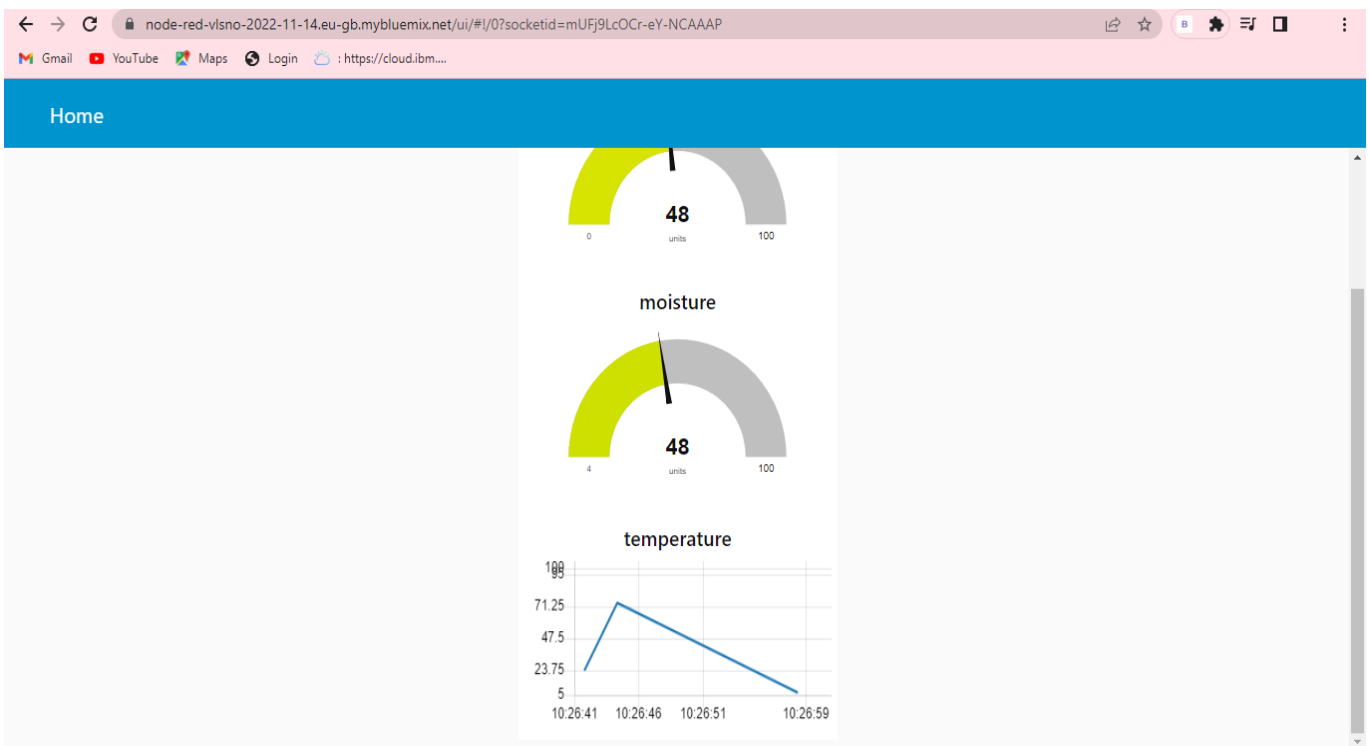 node-red-vlsno-2022-11-14.eu-gb.mybluemix.net/ui/#!/0?socketid=mUFj9LcOCr-eY-NCAAAP
B
Gmail YouTube Maps Login : https://cloud.ibm....
Home
48
0 units 100
moisture
48
4 units 100
temperature
100
95
71.25
47.5
23.75
5
10:26:41 10:26:46 10:26:51 10:26:59